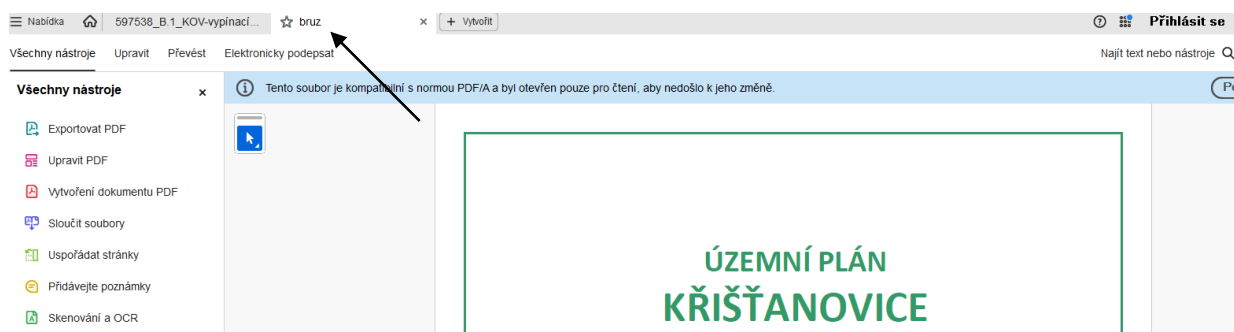 Nabídka 597538_B.1_KOV-vypínací... bruz × + Vytvořit Přihlásit se
Všechny nástroje Upravit Převést Elektronicky podepsat Najít text nebo nástroje
Všechny nástroje ×
Tento soubor je kompatibilní s normou PDF/A a byl otevřen pouze pro čtení, aby nedošlo k jeho změně.
Exportovat PDF
Upravit PDF
Vytvoření dokumentu PDF
Sloučit soubory
Uspořádat stránky
Přidávejte poznámky
Skenování a OCR
ÚZEMNÍ PLÁN
KŘIŠŤANOVICE